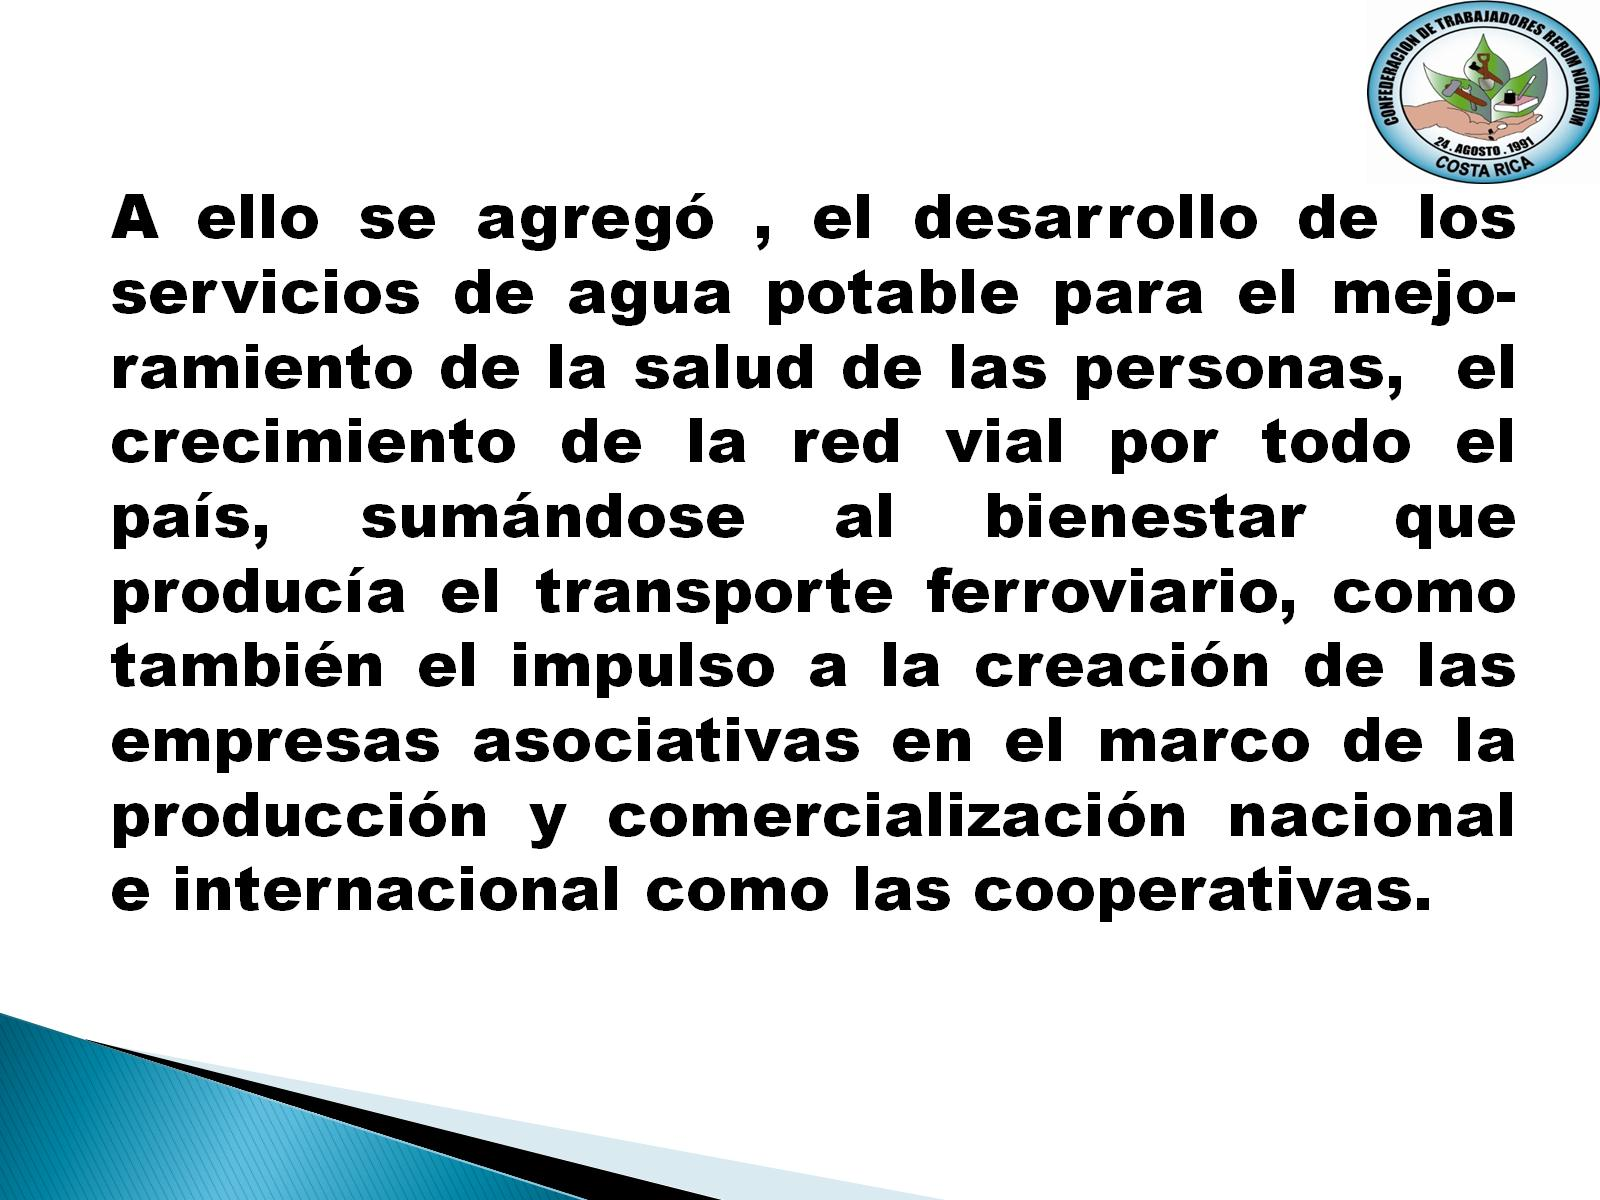 CONFEDERACION DE TRABAJADORES RERUM NOVARUM
24 . AGOSTO . 1991
COSTA RICA
A ello se agregó , el desarrollo de los
servicios de agua potable para el mejo-
ramiento de la salud de las personas, el
crecimiento de la red vial por todo el
país, sumándose al bienestar que
producía el transporte ferroviario, como
también el impulso a la creación de las
empresas asociativas en el marco de la
producción y comercialización nacional
e internacional como las cooperativas.